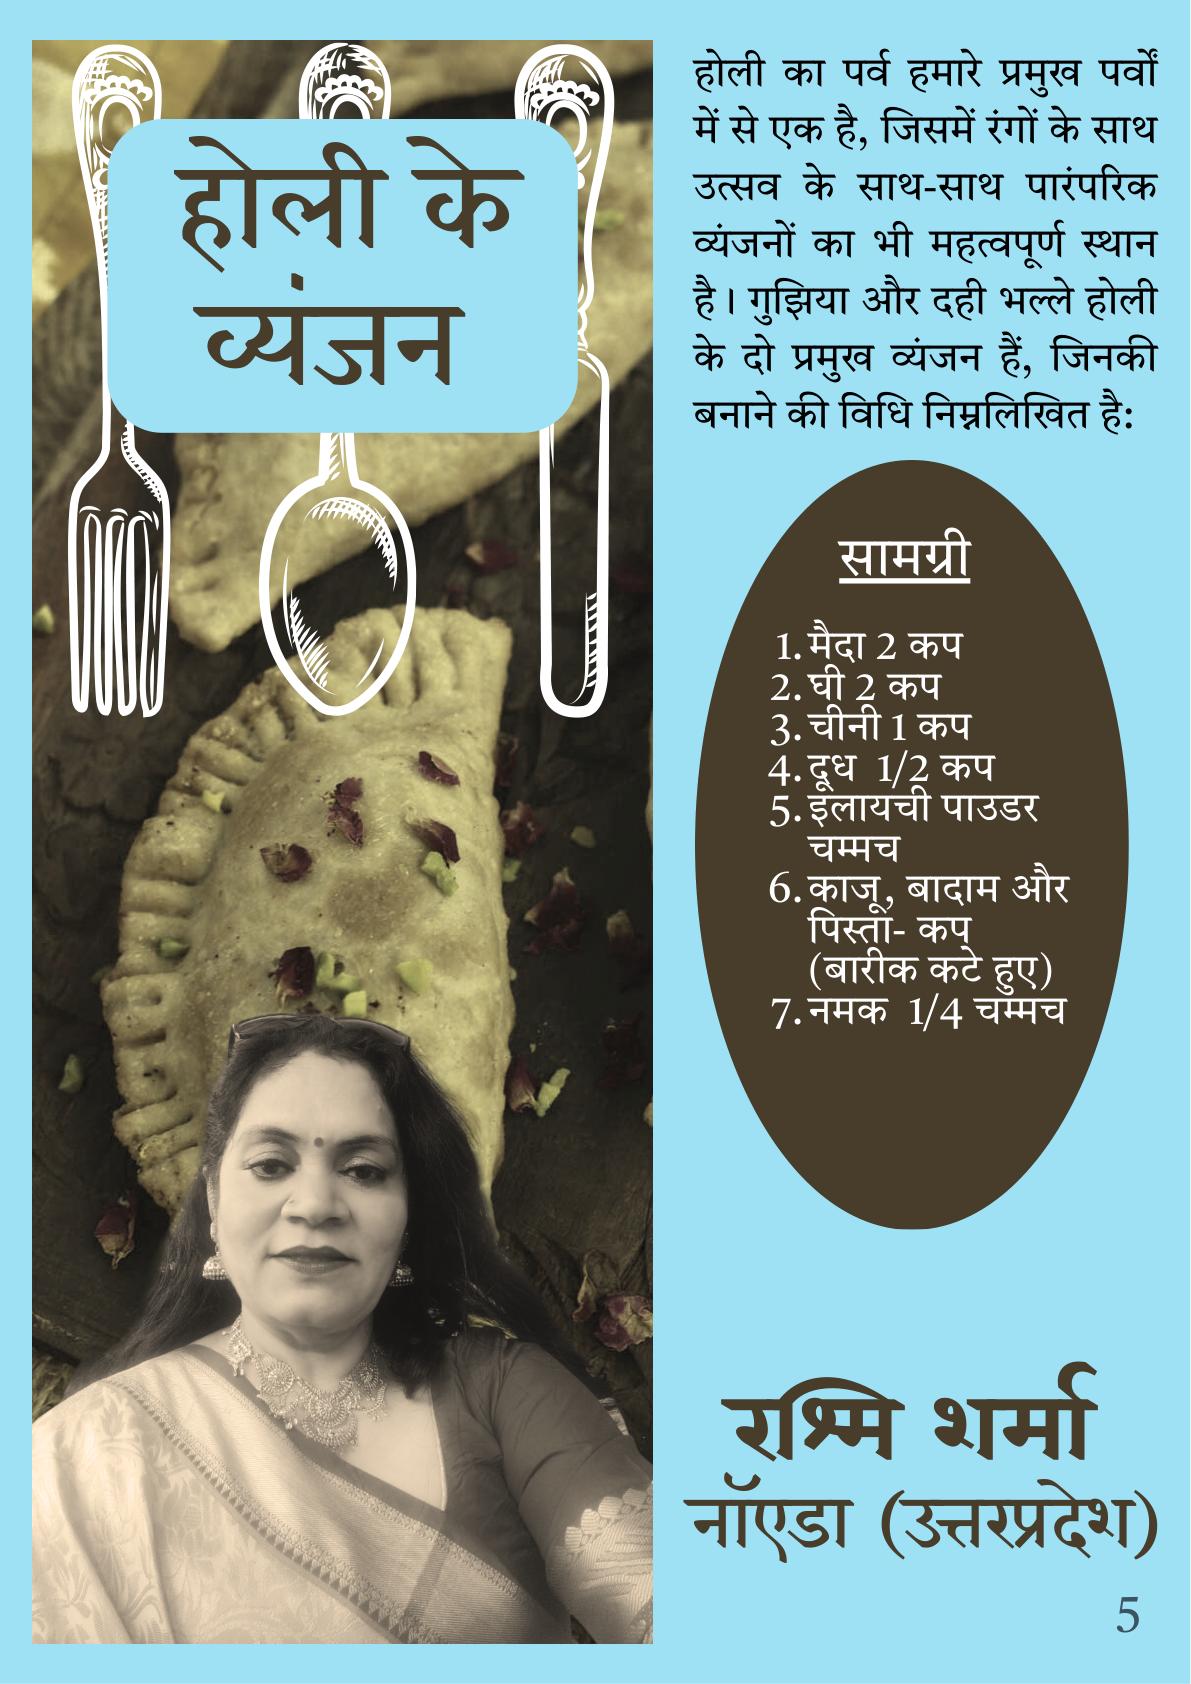 होली के
व्यंजन
होली का पर्व हमारे प्रमुख पर्वों
में से एक है, जिसमें रंगों के साथ
उत्सव के साथ-साथ पारंपरिक
व्यंजनों का भी महत्वपूर्ण स्थान
है। गुझिया और दही भल्ले होली
के दो प्रमुख व्यंजन हैं, जिनकी
बनाने की विधि निम्नलिखित है:
सामग्री
1. मैदा 2 कप
2. घी 2 कप
3. चीनी 1 कप
4. दूध 1/2 कप
5. इलायची पाउडर
चम्मच
6. काजू, बादाम और
पिस्ता- कप
(बारीक कटे हुए)
7. नमक 1/4 चम्मच
रश्मि शर्मा
नॉएडा (उत्तरप्रदेश)
5